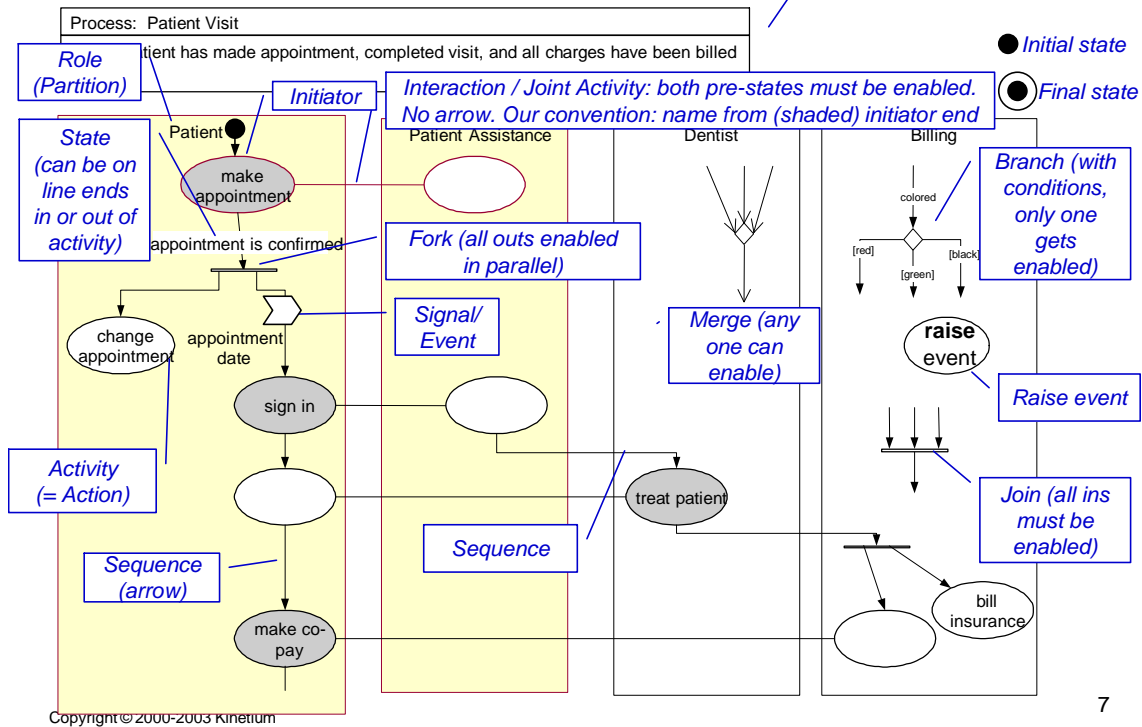 Process: Patient Visit
tient has made appointment, completed visit, and all charges have been billed
Initial state
Final state
Role
(Partition)
Initiator
Interaction / Joint Activity: both pre-states must be enabled.
No arrow. Our convention: name from (shaded) initiator end
State
(can be on
line ends
in or out of
activity)
Patient
Patient Assistance
Dentist
Billing
make
appointment
appointment is confirmed
Fork (all outs enabled
in parallel)
colored
[red]
[green]
[black]
Branch (with
conditions,
only one
gets
enabled)
change
appointment
appointment
date
Signal/
Event
Merge (any
one can
enable)
raise
event
Raise event
sign in
Activity
(= Action)
treat patient
Join (all ins
must be
enabled)
Sequence
(arrow)
Sequence
make co-
pay
bill
insurance
Copyright © 2000-2003 Kinetium
7